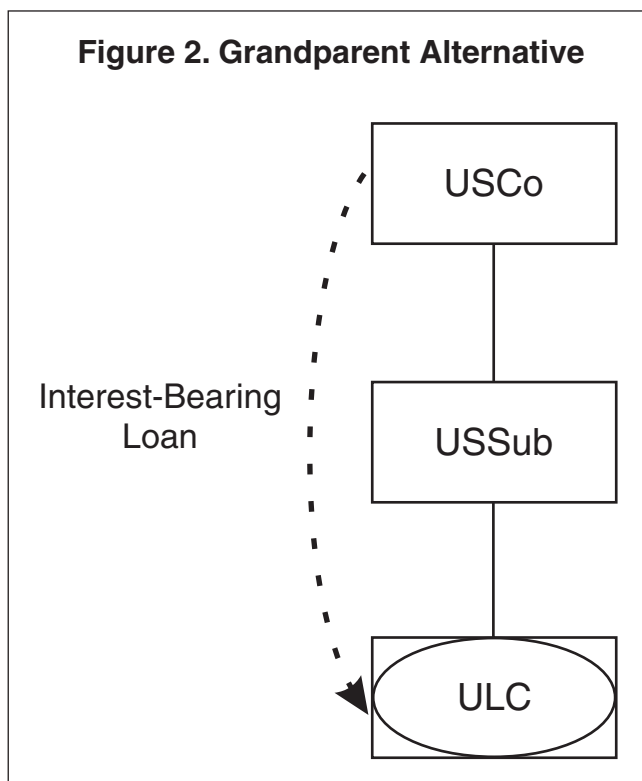 Figure 2. Grandparent Alternative
USCo
Interest-Bearing
Loan
USSub
ULC